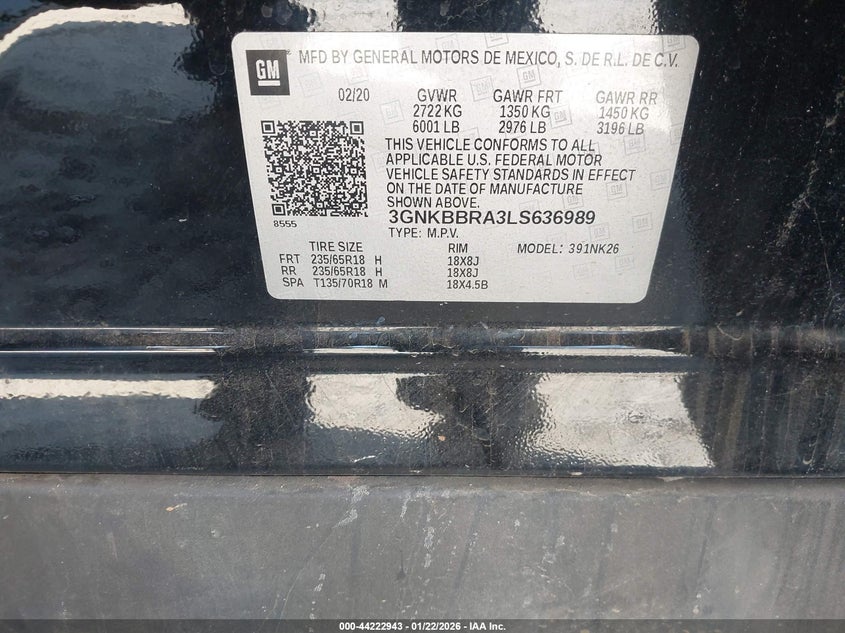 GM
MFD BY GENERAL MOTORS DE MEXICO, S. DE R.L. DE C.V.
02/20 GVWR GAWR FRT GAWR RR
2722 KG 1350 KG 1450 KG
6001 LB 2976 LB 3196 LB
THIS VEHICLE CONFORMS TO ALL
APPLICABLE U.S. FEDERAL MOTOR
VEHICLE SAFETY STANDARDS IN EFFECT
ON THE DATE OF MANUFACTURE
SHOWN ABOVE.
8555
3GNKBBRA3LS636989
TYPE: M.P.V.
TIRE SIZE RIM MODEL: 391NK26
FRT 235/65R18 H 18X8J
RR 235/65R18 H 18X8J
SPA T135/70R18 M 18X4.5B
000-44222943 - 01/22/2026 - IAA Inc.